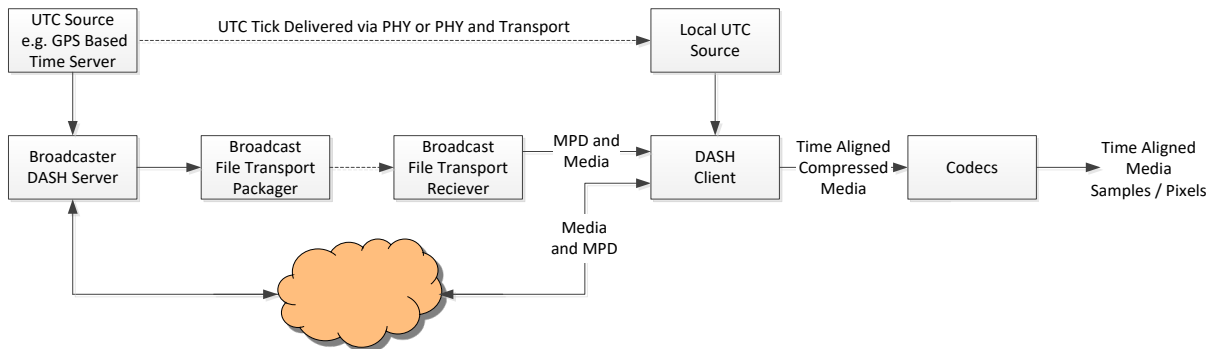 UTC Source
e.g. GPS Based
Time Server
UTC Tick Delivered via PHY or PHY and Transport
Local UTC
Source
Broadcaster
DASH Server
Broadcast
File Transport
Packager
Broadcast
File Transport
Reciever
MPD and
Media
DASH
Client
Time Aligned
Compressed
Media
Codecs
Time Aligned
Media
Samples / Pixels
Media
and MPD